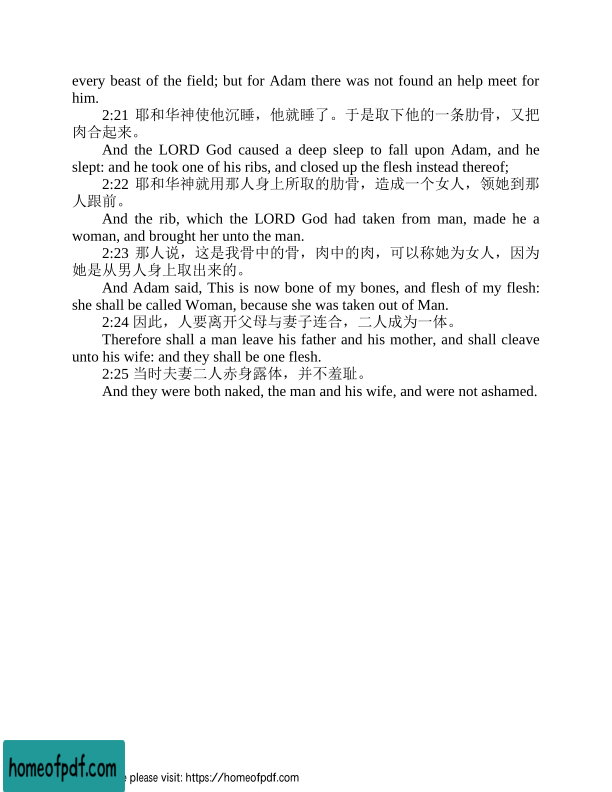 every beast of the field; but for Adam there was not found an help meet for
him.
2:21 耶和华神使他沉睡，他就睡了。于是取下他的一条肋骨，又把
肉合起来。
And the LORD God caused a deep sleep to fall upon Adam, and he
slept: and he took one of his ribs, and closed up the flesh instead thereof;
2:22 耶和华神就用那人身上所取的肋骨，造成一个女人，领她到那
人跟前。
And the rib, which the LORD God had taken from man, made he a
woman, and brought her unto the man.
2:23 那人说，这是我骨中的骨，肉中的肉，可以称她为女人，因为
她是从男人身上取出来的。
And Adam said, This is now bone of my bones, and flesh of my flesh:
she shall be called Woman, because she was taken out of Man.
2:24 因此，人要离开父母与妻子连合，二人成为一体。
Therefore shall a man leave his father and his mother, and shall cleave
unto his wife: and they shall be one flesh.
2:25 当时夫妻二人赤身露体，并不羞耻。
And they were both naked, the man and his wife, and were not ashamed.
homeofpdf.com
please visit: https://homeofpdf.com